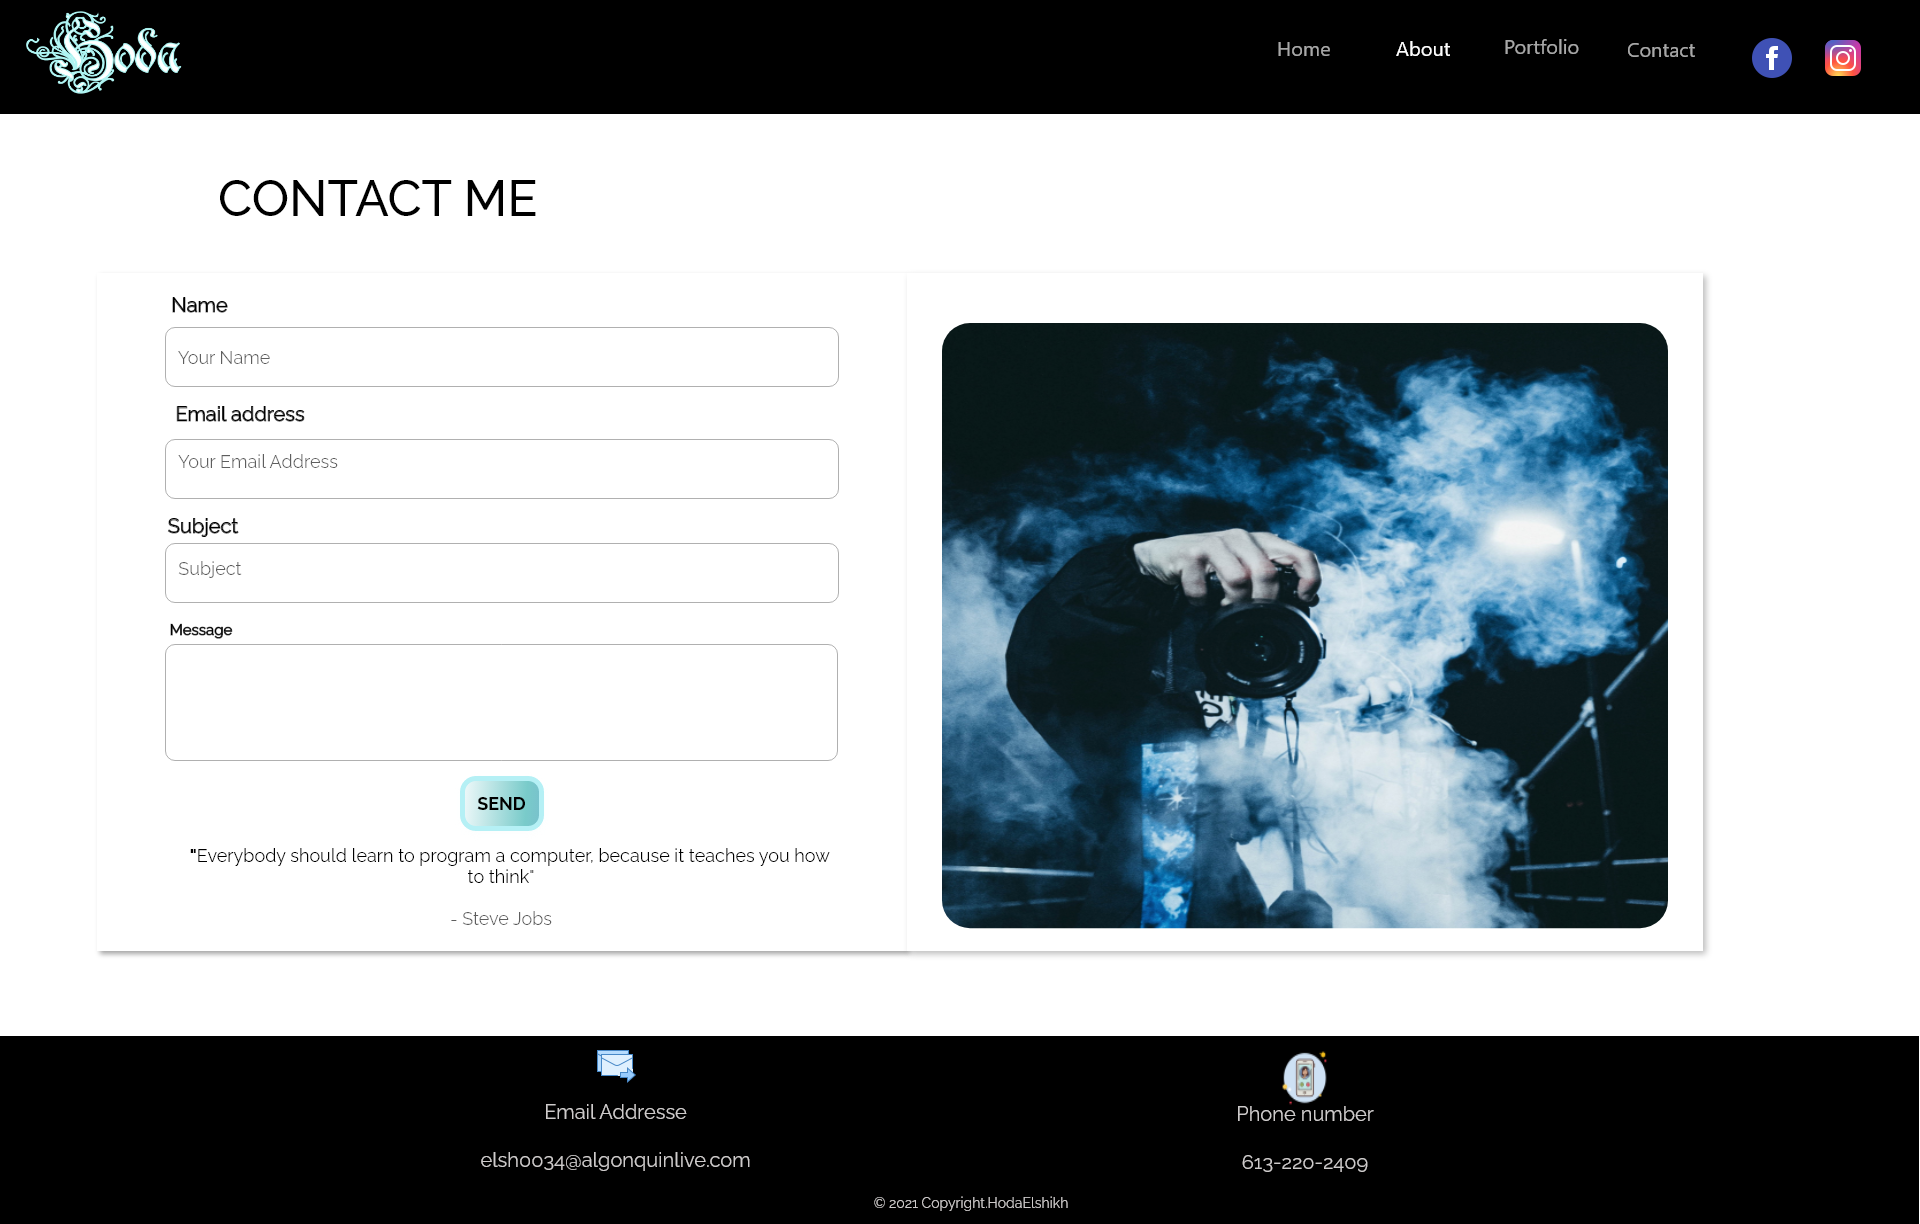 Hoda
Home About Portfolio Contact
CONTACT ME
Name
Your Name
Email address
Your Email Address
Subject
Subject
Message
SEND
"Everybody should learn to program a computer, because it teaches you how
to think"
- Steve Jobs
Email Addresse
elsh0034@algonquinlive.com
Phone number
613-220-2409
© 2021 Copyright.HodaElshikh